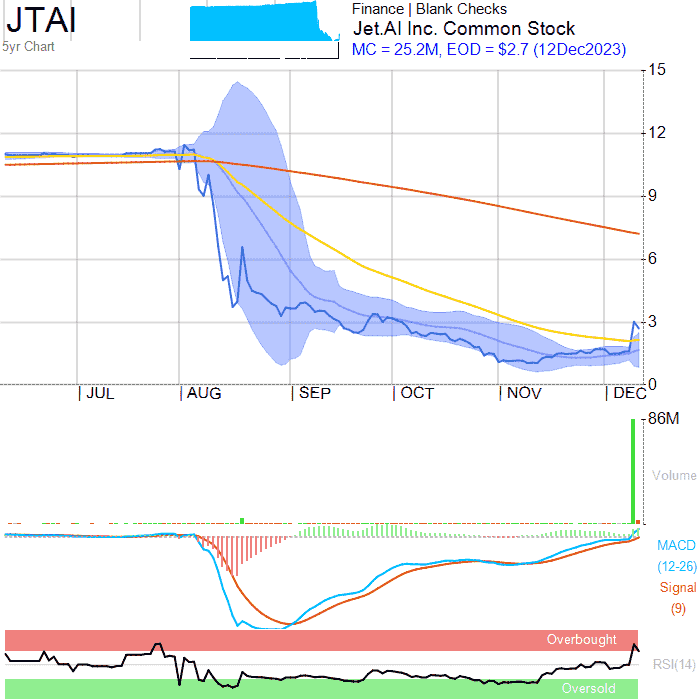 JTAI
5yr Chart
Finance | Blank Checks
Jet.AI Inc. Common Stock
MC = 25.2M, EOD = $2.7 (12Dec2023)
15
12
9
6
3
0
| JUL | AUG | SEP | OCT | NOV | DEC
86M
Volume
MACD
(12-26)
Signal
(9)
Overbought
RSI(14)
Oversold